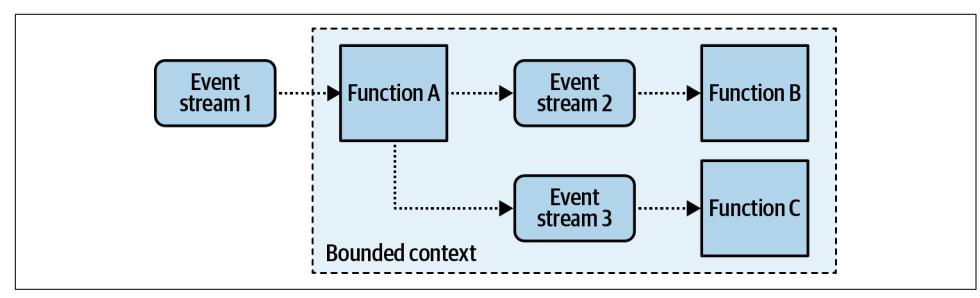 Event
stream 1
Function A
Event
stream 2
Function B
Event
stream 3
Function C
Bounded context